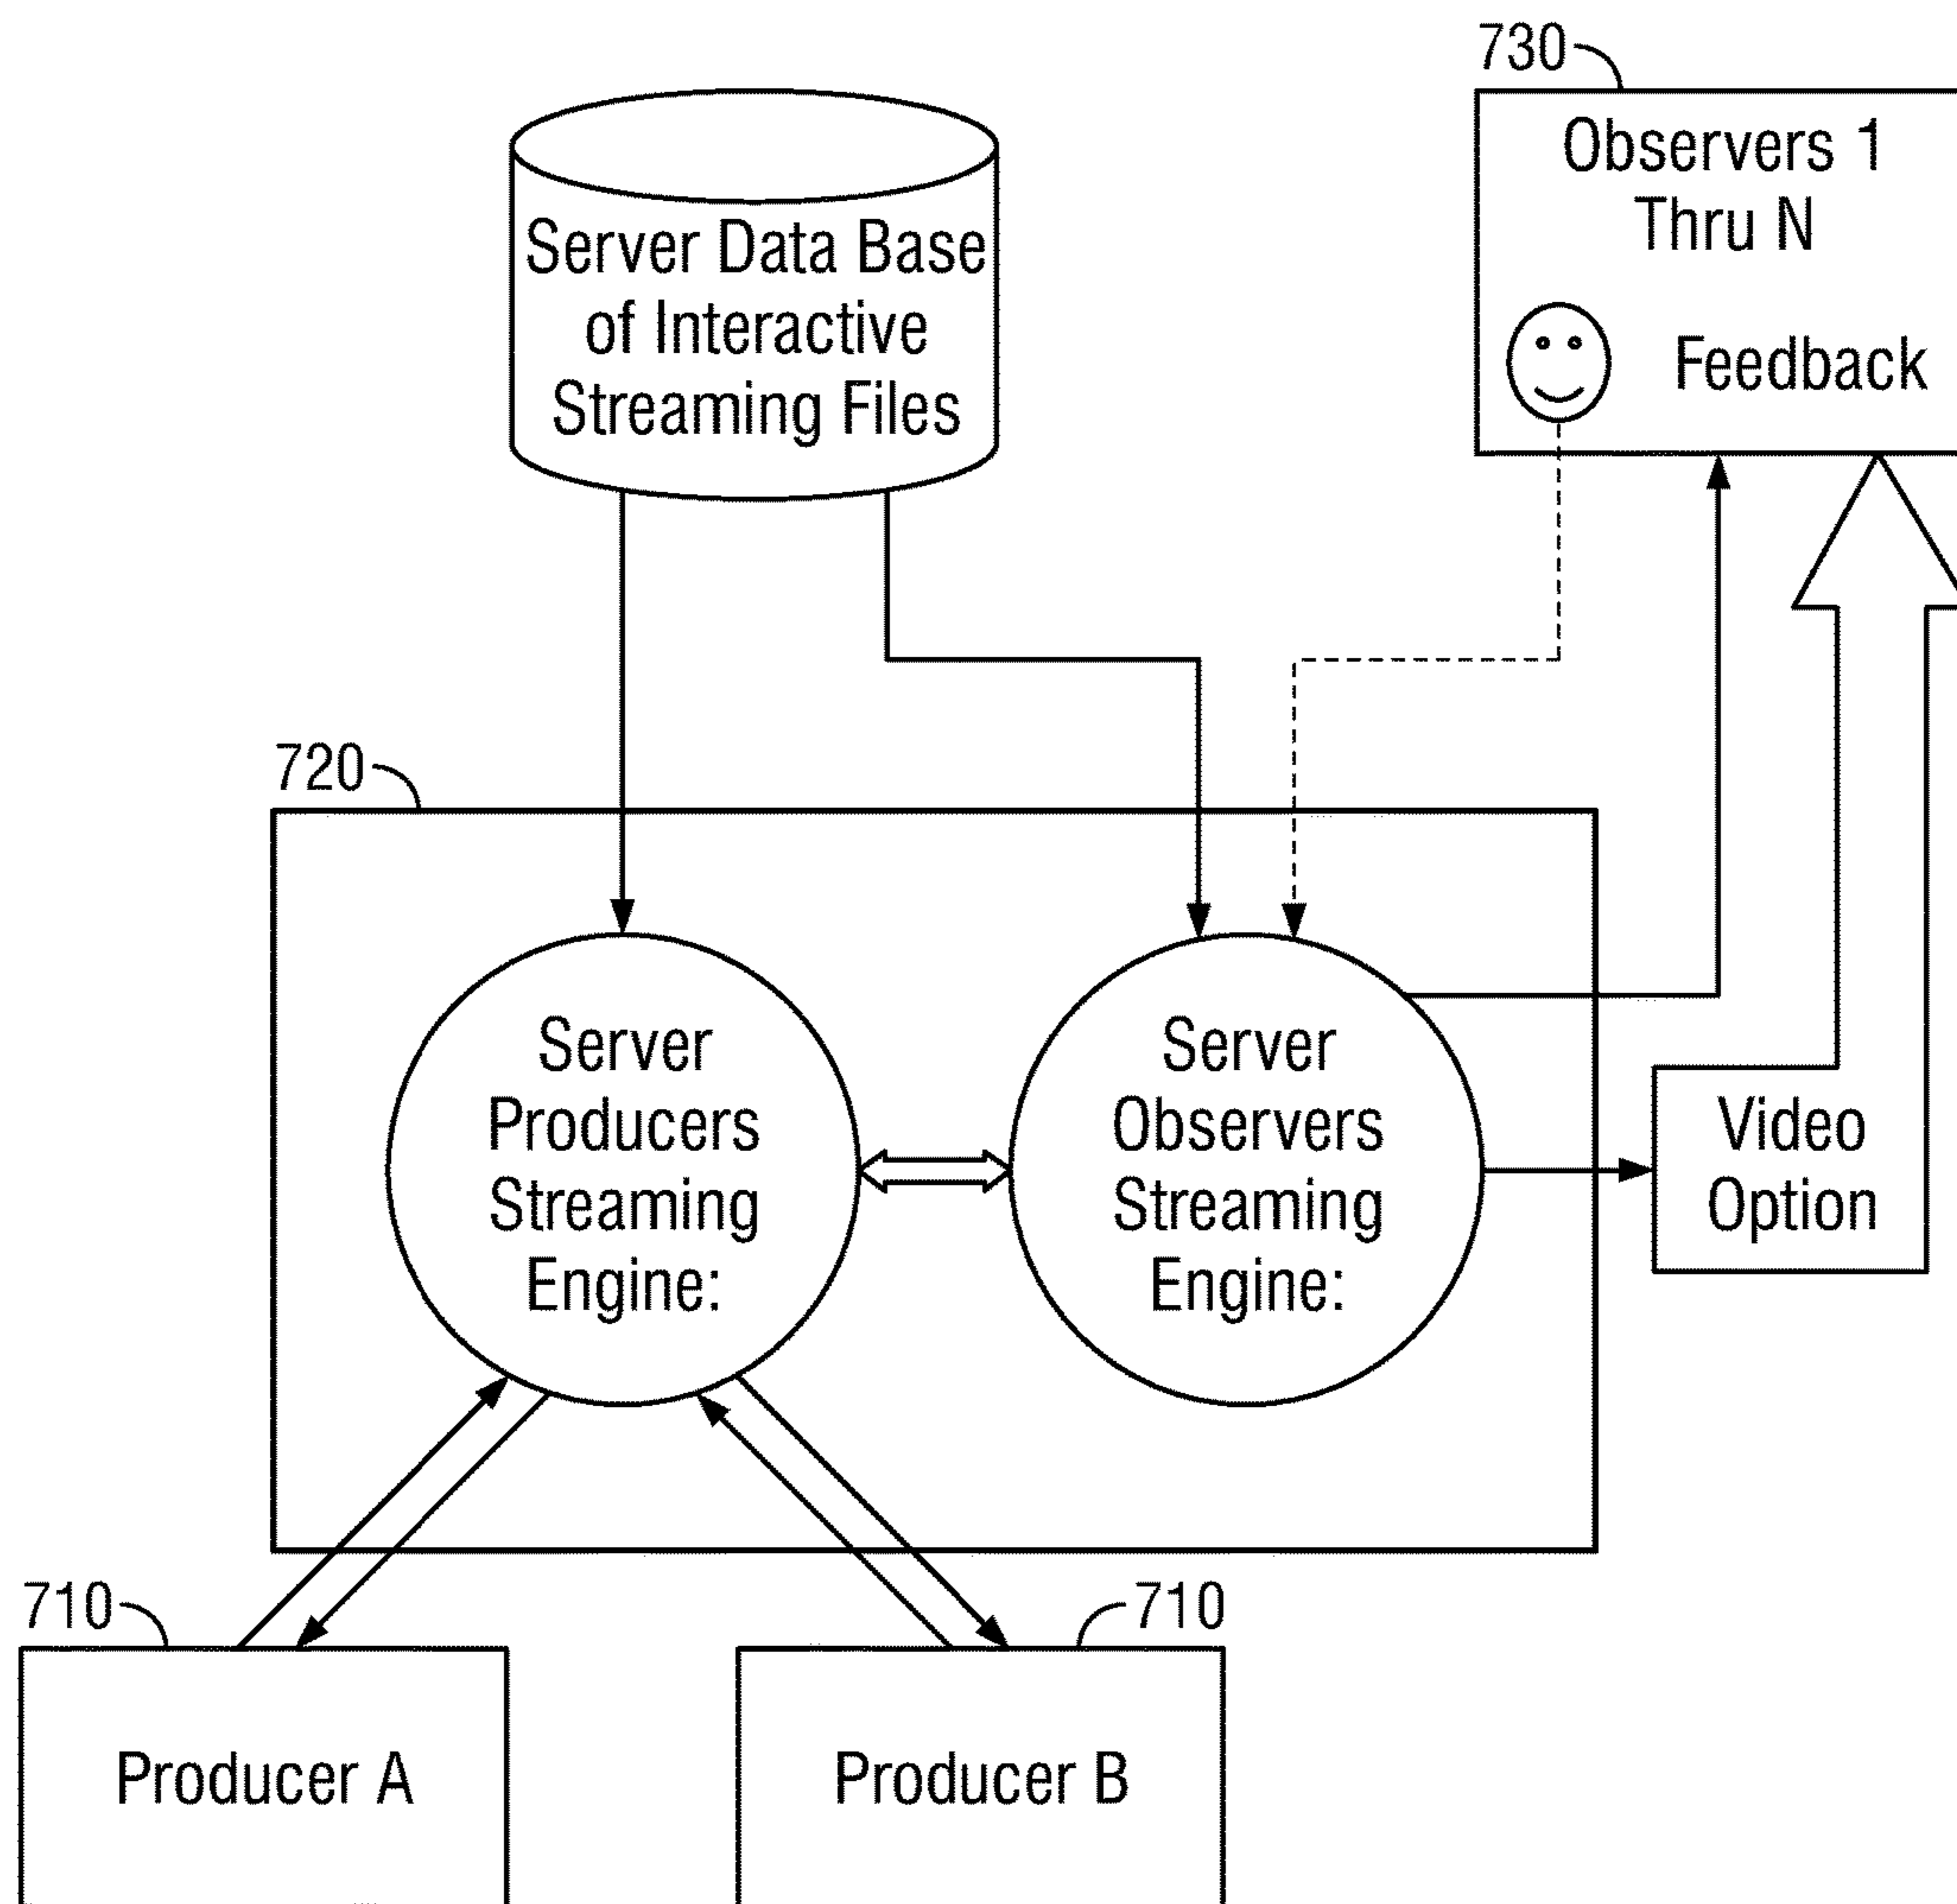 730
Observers 1
Thru N
Feedback
Server Data Base
of Interactive
Streaming Files
720
Server
Producers
Streaming
Engine:
Server
Observers
Streaming
Engine:
Video
Option
710
Producer A
710
Producer B